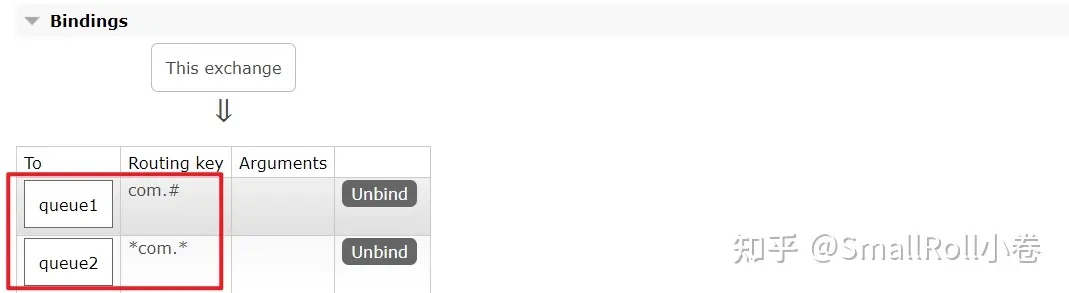 Bindings
This exchange
To Routing key Arguments
queue1 com.# Unbind
queue2 *com.* Unbind
知乎 @SmallRoll小卷